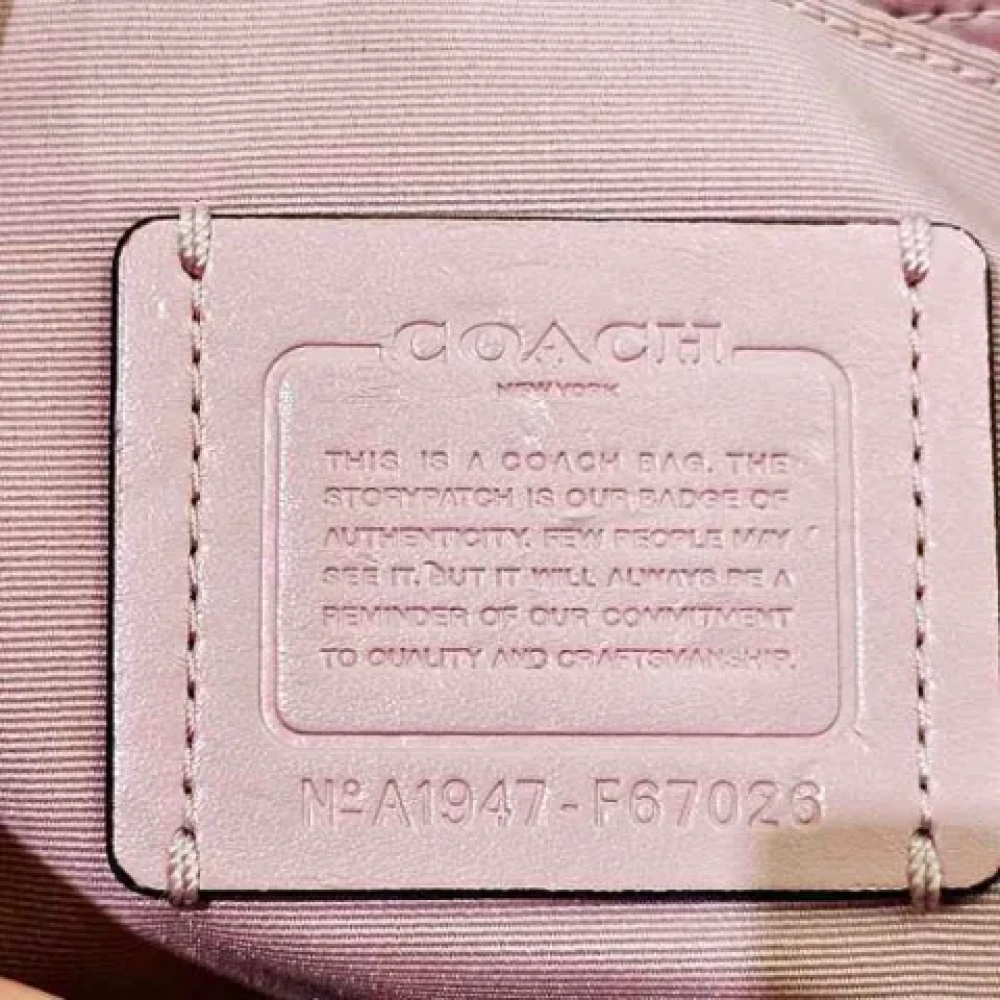 COACH
NEW YORK
THIS IS A COACH BAG. THE
STORYPATCH IS OUR BADGE OF
AUTHENTICITY. FEW PEOPLE MAY
SEE IT. BUT IT WILL ALWAYS BE A
REMINDER OF OUR COMMITMENT
TO QUALITY AND CRAFTSMANSHIP.
Nº A1947-F67026